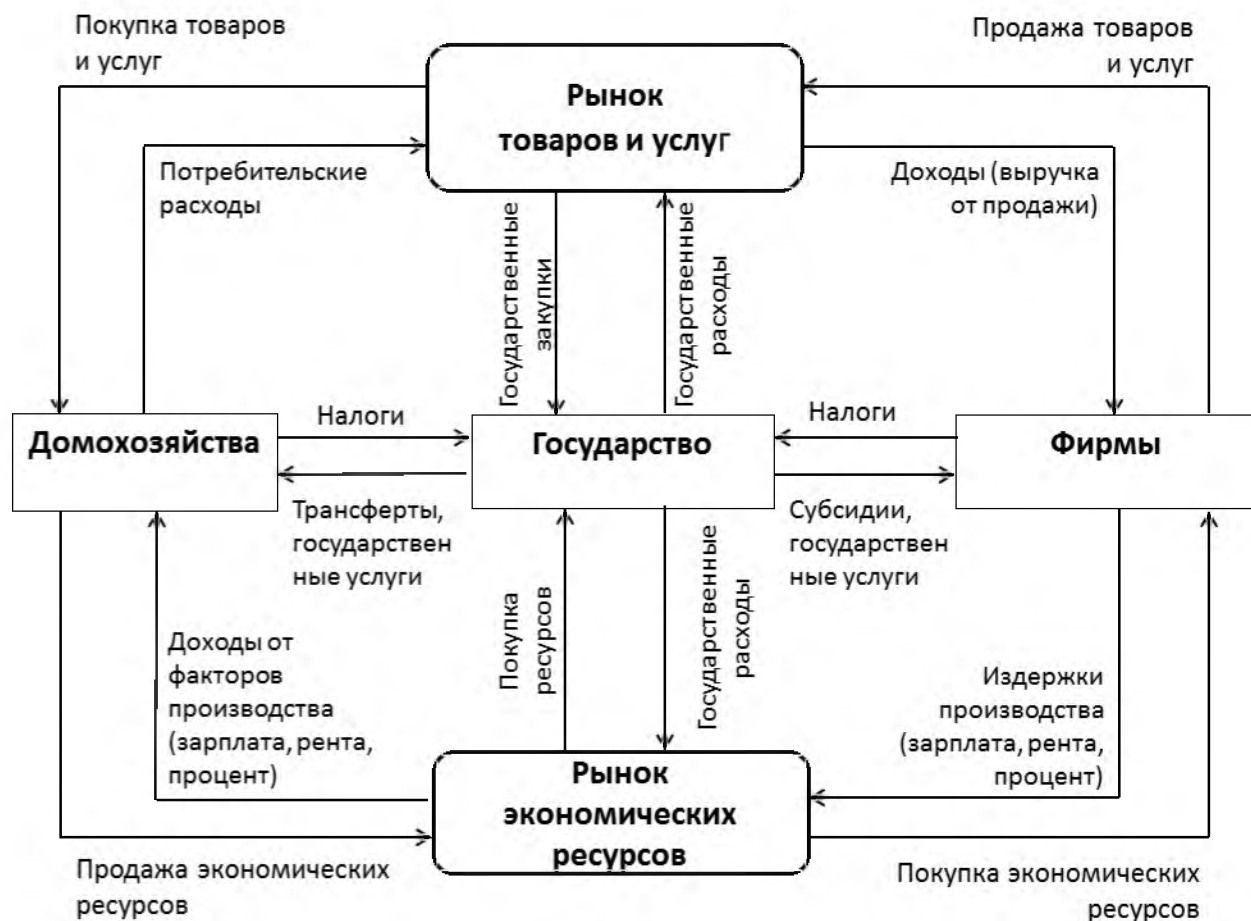 Покупка товаров
и услуг
Продажа товаров
и услуг
Рынок
товаров и услуг
Потребительские
расходы
Доходы (выручка
от продажи)
Государственные
закупки
Государственные
расходы
Домохозяйства
Налоги
Государство
Налоги
Фирмы
Трансферты,
государствен
ные услуги
Субсидии,
государствен
ные услуги
Покупка
ресурсов
Государственные
расходы
Доходы от
факторов
производства
(зарплата, рента,
процент)
Издержки
производства
(зарплата, рента,
процент)
Рынок
экономических
ресурсов
Продажа экономических
ресурсов
Покупка экономических
ресурсов